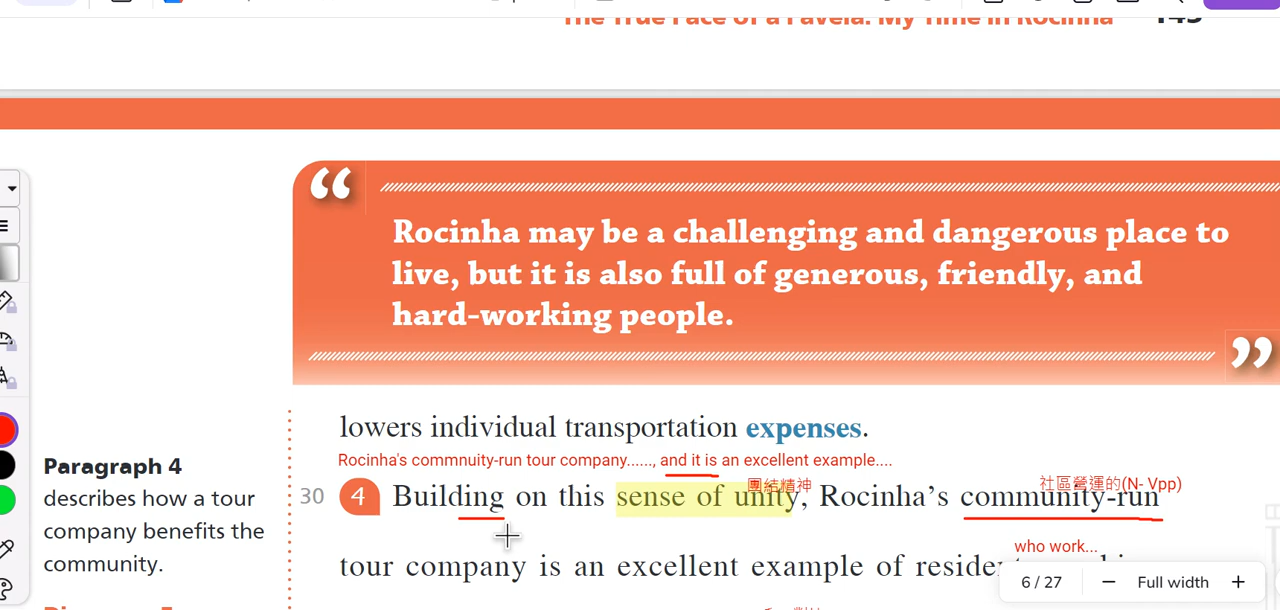 The True Face of a Favela: My Time in Rocinha 145
“
Rocinha may be a challenging and dangerous place to
live, but it is also full of generous, friendly, and
hard-working people.
”
lowers individual transportation expenses.
Rocinha's commnuity-run tour company......, and it is an excellent example....
團結精神
社區營運的(N- Vpp)
Paragraph 4
describes how a tour
company benefits the
community.
30 4 Building on this sense of unity, Rocinha’s community-run
who work...
tour company is an excellent example of
6 / 27 Full width